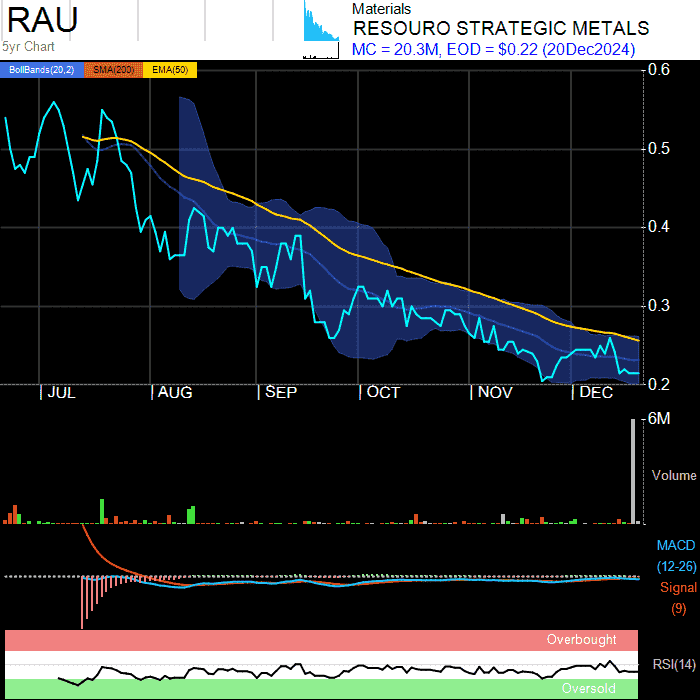 RAU
5yr Chart
Materials
RESOURO STRATEGIC METALS
MC = 20.3M, EOD = $0.22 (20Dec2024)
BollBands(20,2) SMA(200) EMA(50)
0.6
0.5
0.4
0.3
0.2
JUL AUG SEP OCT NOV DEC
6M
Volume
MACD
(12-26)
Signal
(9)
Overbought
RSI(14)
Oversold